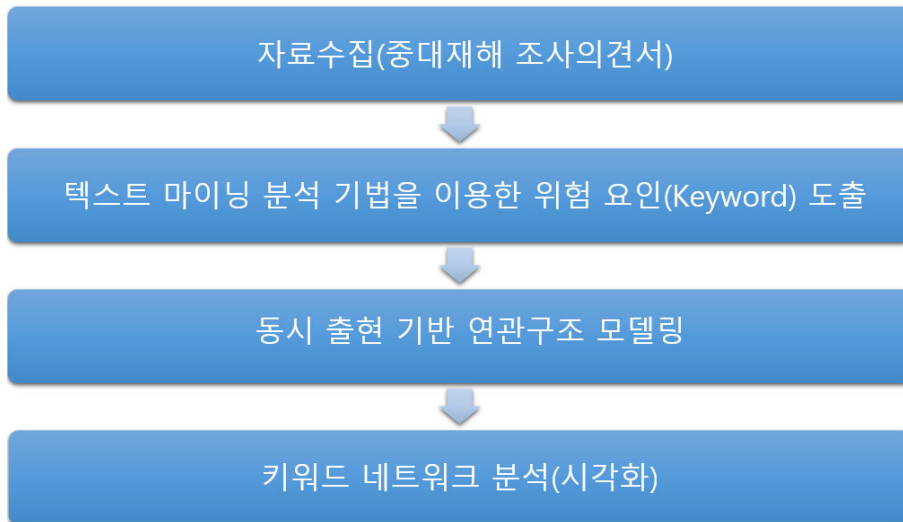 자료수집(중대재해 조사의견서)
텍스트 마이닝 분석 기법을 이용한 위험 요인(Keyword) 도출
동시 출현 기반 연관구조 모델링
키워드 네트워크 분석(시각화)